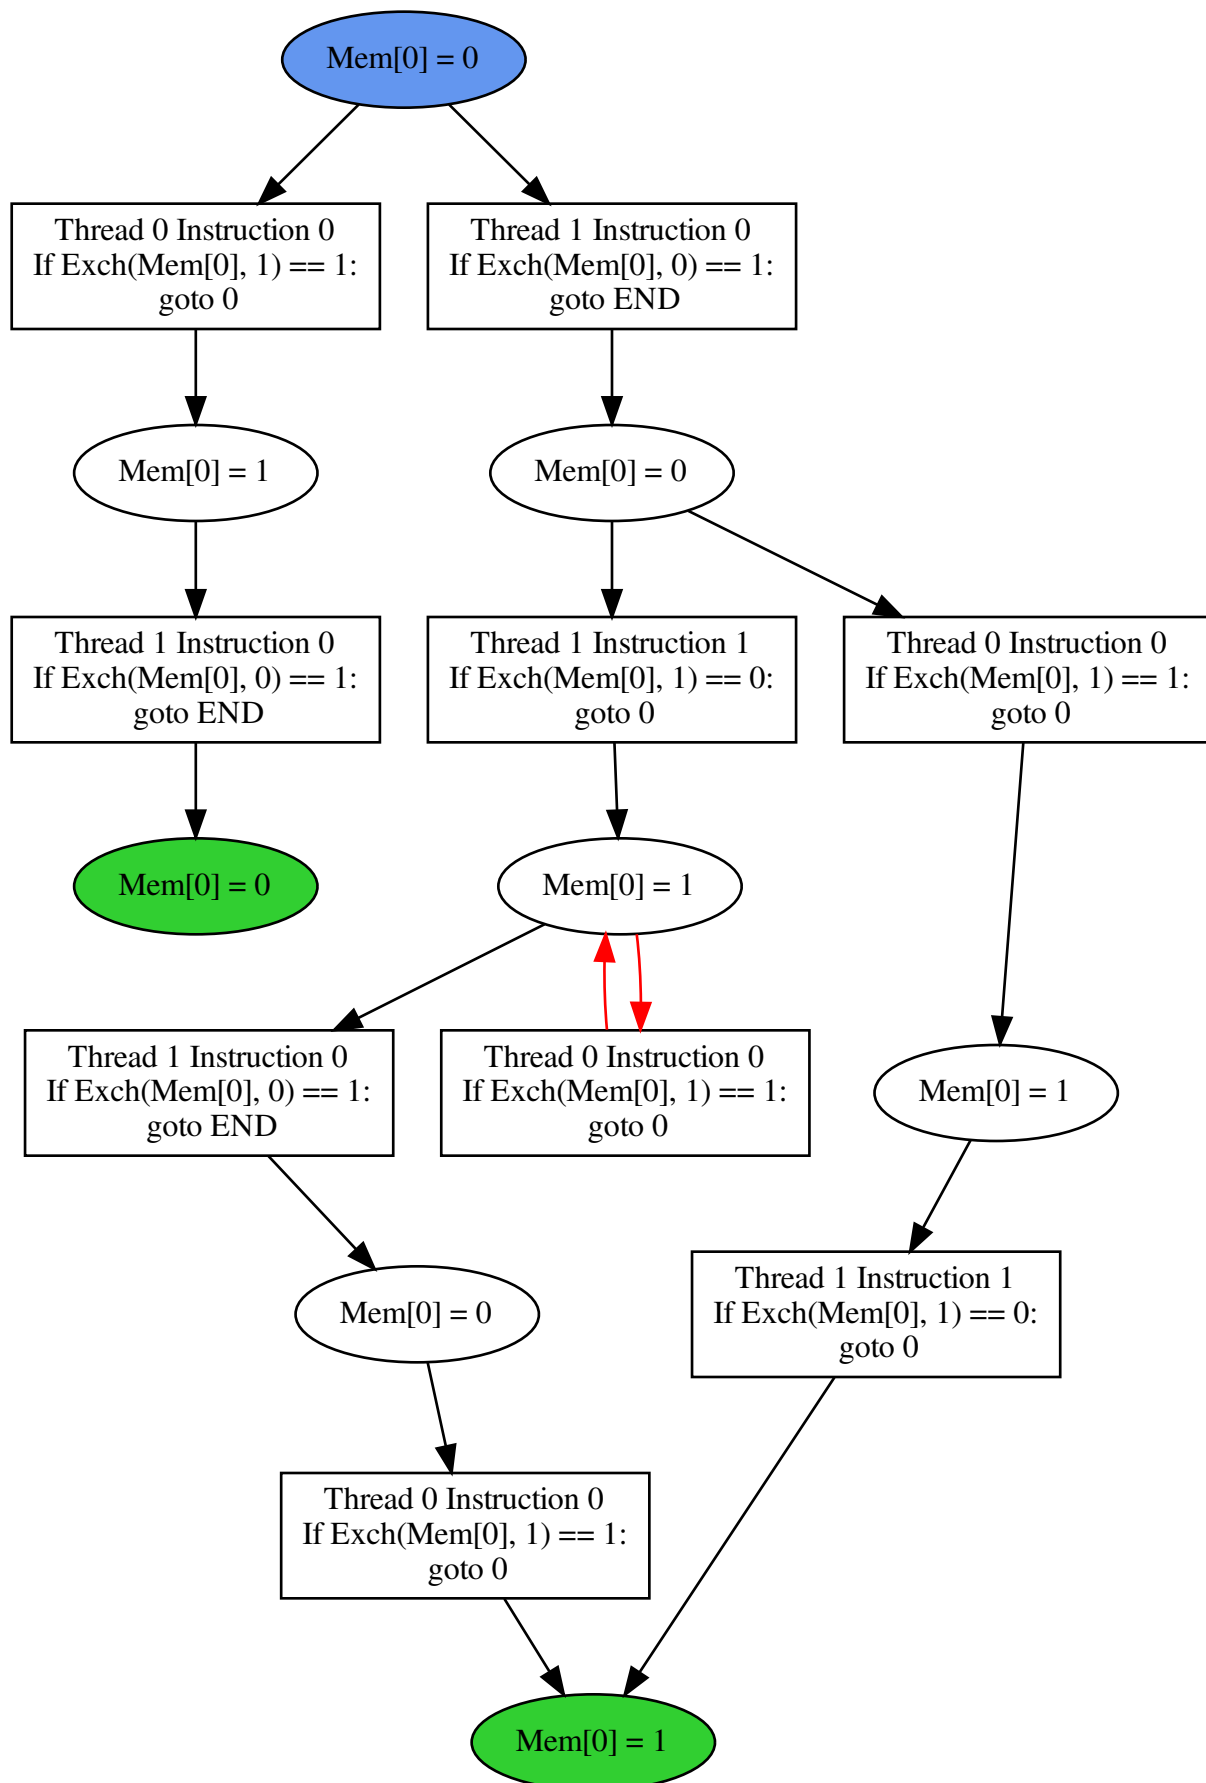 Mem[0] = 0
Thread 0 Instruction 0
If Exch(Mem[0], 1) == 1:
goto 0
Thread 1 Instruction 0
If Exch(Mem[0], 0) == 1:
goto END
Mem[0] = 1
Mem[0] = 0
Thread 1 Instruction 0
If Exch(Mem[0], 0) == 1:
goto END
Thread 1 Instruction 1
If Exch(Mem[0], 1) == 0:
goto 0
Thread 0 Instruction 0
If Exch(Mem[0], 1) == 1:
goto 0
Mem[0] = 0
Mem[0] = 1
Thread 1 Instruction 0
If Exch(Mem[0], 0) == 1:
goto END
Thread 0 Instruction 0
If Exch(Mem[0], 1) == 1:
goto 0
Mem[0] = 1
Mem[0] = 0
Thread 1 Instruction 1
If Exch(Mem[0], 1) == 0:
goto 0
Thread 0 Instruction 0
If Exch(Mem[0], 1) == 1:
goto 0
Mem[0] = 1